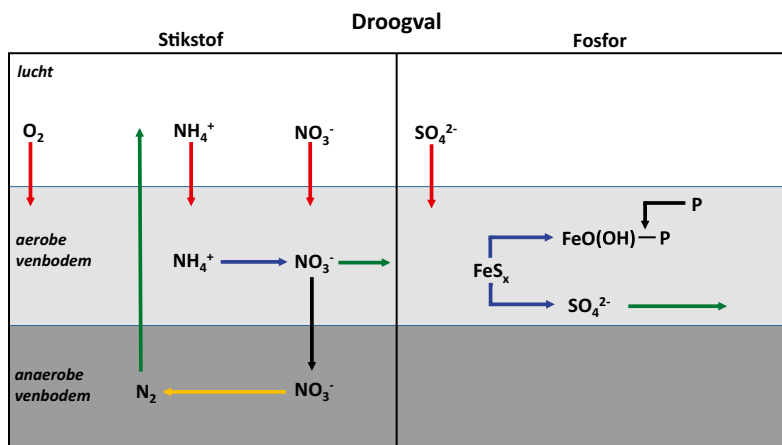 Droogval
Stikstof
Fosfor
lucht
O₂
NH₄⁺
NO₃⁻
SO₄²⁻
aerobe
venbodem
NH₄⁺
NO₃⁻
P
FeO(OH)—P
FeSₓ
SO₄²⁻
anaerobe
venbodem
N₂
NO₃⁻